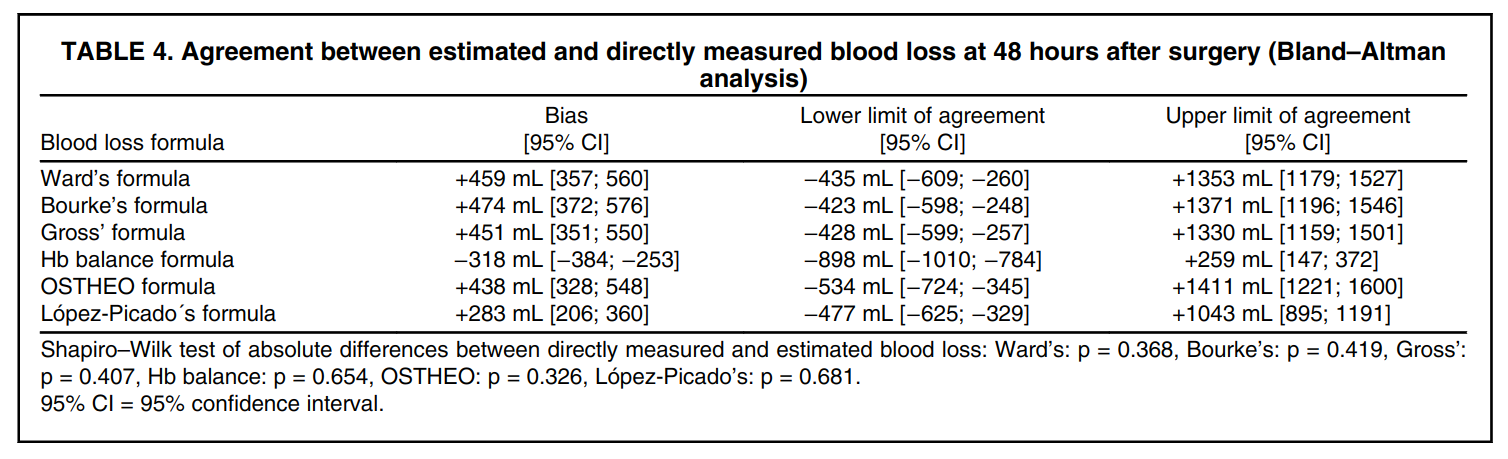 TABLE 4. Agreement between estimated and directly measured blood loss at 48 hours after surgery (Bland–Altman
analysis)
Bias Lower limit of agreement Upper limit of agreement
Blood loss formula [95% CI] [95% CI] [95% CI]
Ward's formula +459 mL [357; 560] −435 mL [−609; −260] +1353 mL [1179; 1527]
Bourke's formula +474 mL [372; 576] −423 mL [−598; −248] +1371 mL [1196; 1546]
Gross' formula +451 mL [351; 550] −428 mL [−599; −257] +1330 mL [1159; 1501]
Hb balance formula −318 mL [−384; −253] −898 mL [−1010; −784] +259 mL [147; 372]
OSTHEO formula +438 mL [328; 548] −534 mL [−724; −345] +1411 mL [1221; 1600]
López-Picado´s formula +283 mL [206; 360] −477 mL [−625; −329] +1043 mL [895; 1191]
Shapiro–Wilk test of absolute differences between directly measured and estimated blood loss: Ward's: p = 0.368, Bourke's: p = 0.419, Gross':
p = 0.407, Hb balance: p = 0.654, OSTHEO: p = 0.326, López-Picado's: p = 0.681.
95% CI = 95% confidence interval.